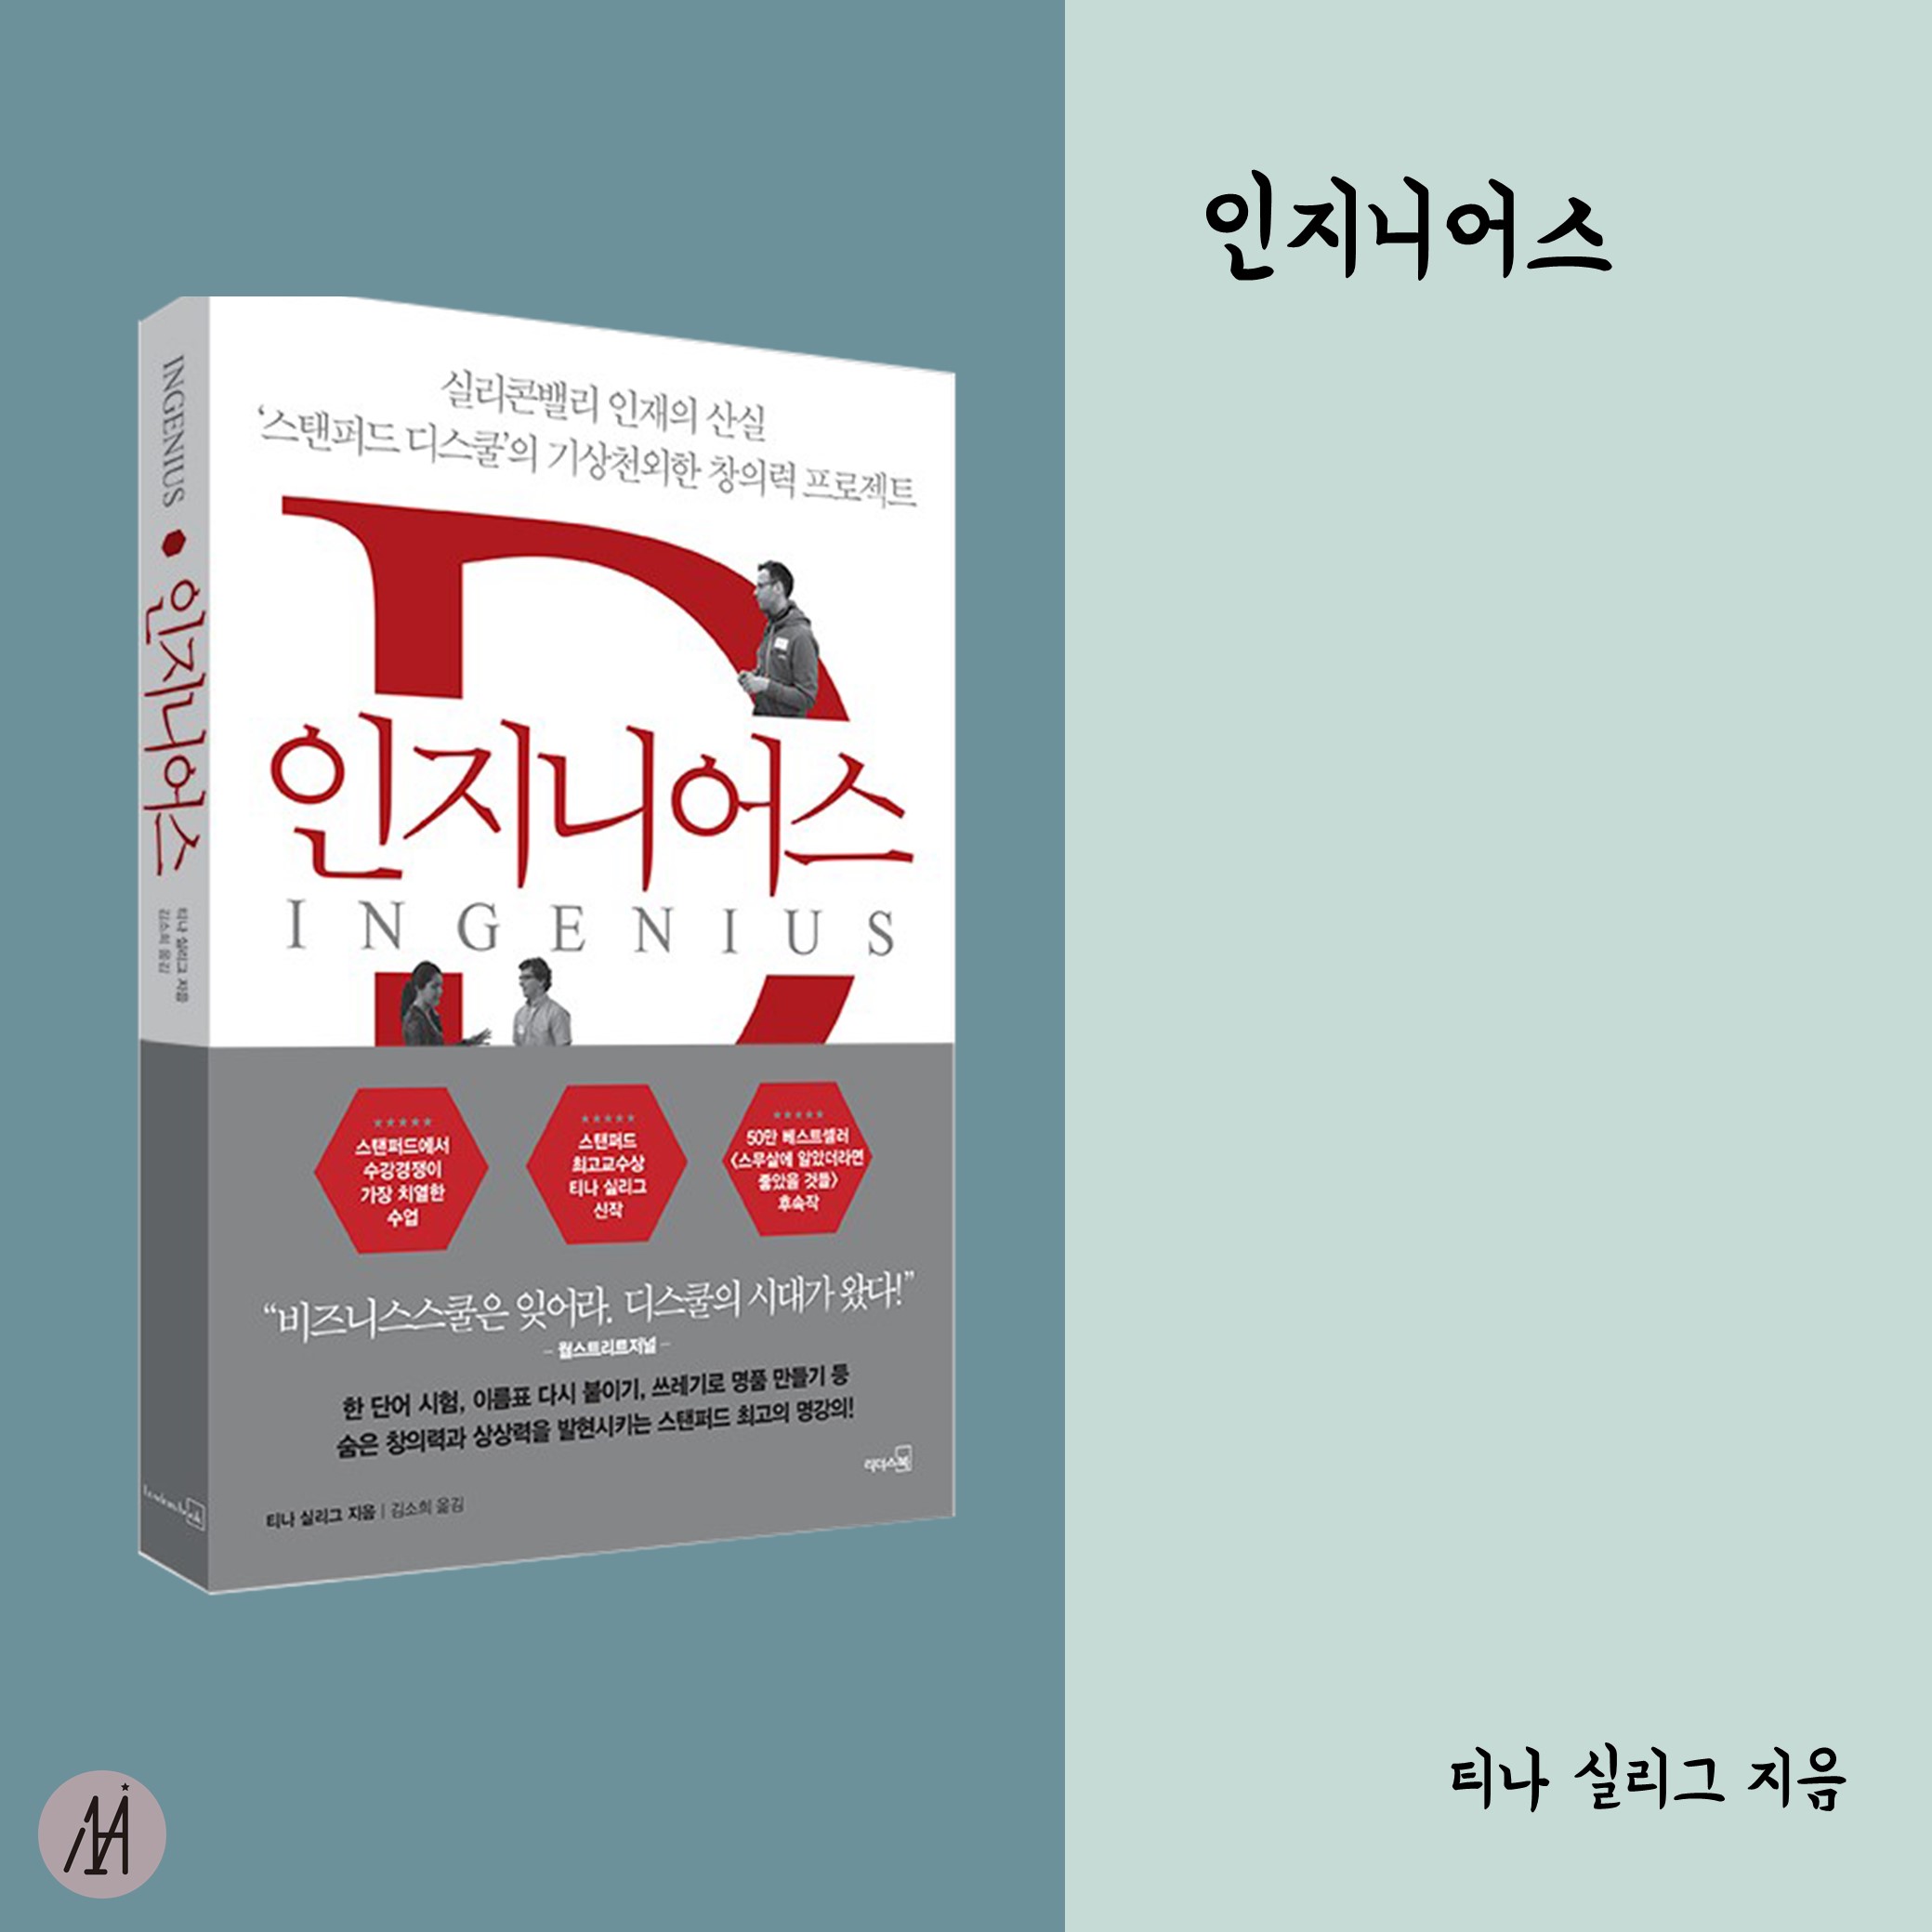 인지니어스
티나 실리그 지음
INGENIUS
인지니어스
티나 실리그 지음
김소희 옮김
실리콘밸리 인재의 산실
‘스탠퍼드 디스쿨’의 기상천외한 창의력 프로젝트
인지니어스
INGENIUS
스탠퍼드에서
수강경쟁이
가장 치열한
수업
스탠퍼드
최고교수상
티나 실리그
신작
50만 베스트셀러
〈스무살에 알았더라면
좋았을 것들〉
후속작
“비즈니스스쿨은 잊어라. 디스쿨의 시대가 왔다!”
– 월스트리트저널 –
한 단어 시험, 이름표 다시 붙이기, 쓰레기로 명품 만들기 등
숨은 창의력과 상상력을 발현시키는 스탠퍼드 최고의 명강의!
리더스북
티나 실리그 지음 | 김소희 옮김